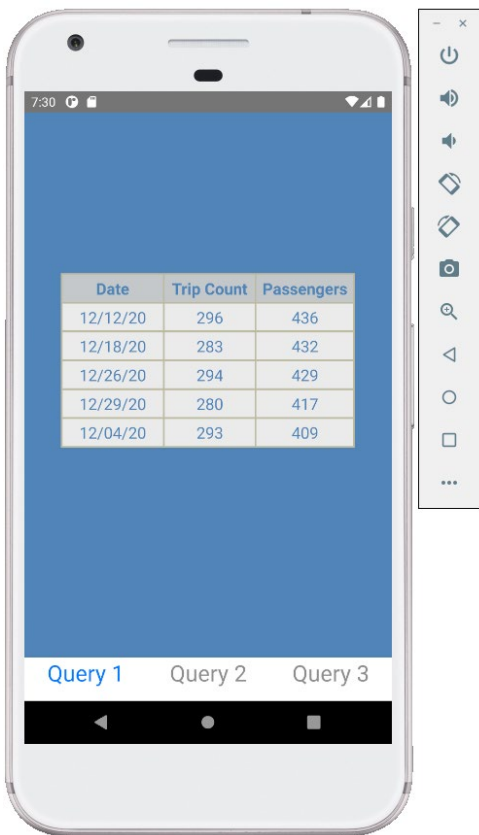 7:30
Date Trip Count Passengers
12/12/20 296 436
12/18/20 283 432
12/26/20 294 429
12/29/20 280 417
12/04/20 293 409
Query 1 Query 2 Query 3